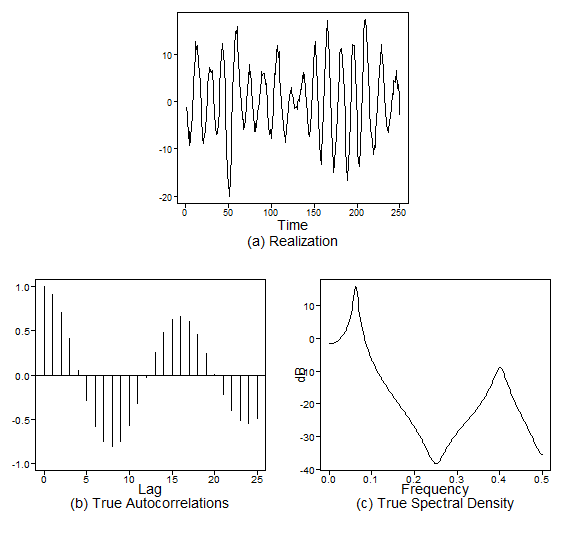 10
0
-10
-20
0 50 100 150 200 250
Time
(a) Realization
1.0
0.5
0.0
-0.5
-1.0
0 5 10 15 20 25
Lag
(b) True Autocorrelations
dB
10
0
-10
-20
-30
-40
0.0 0.1 0.2 0.3 0.4 0.5
Frequency
(c) True Spectral Density